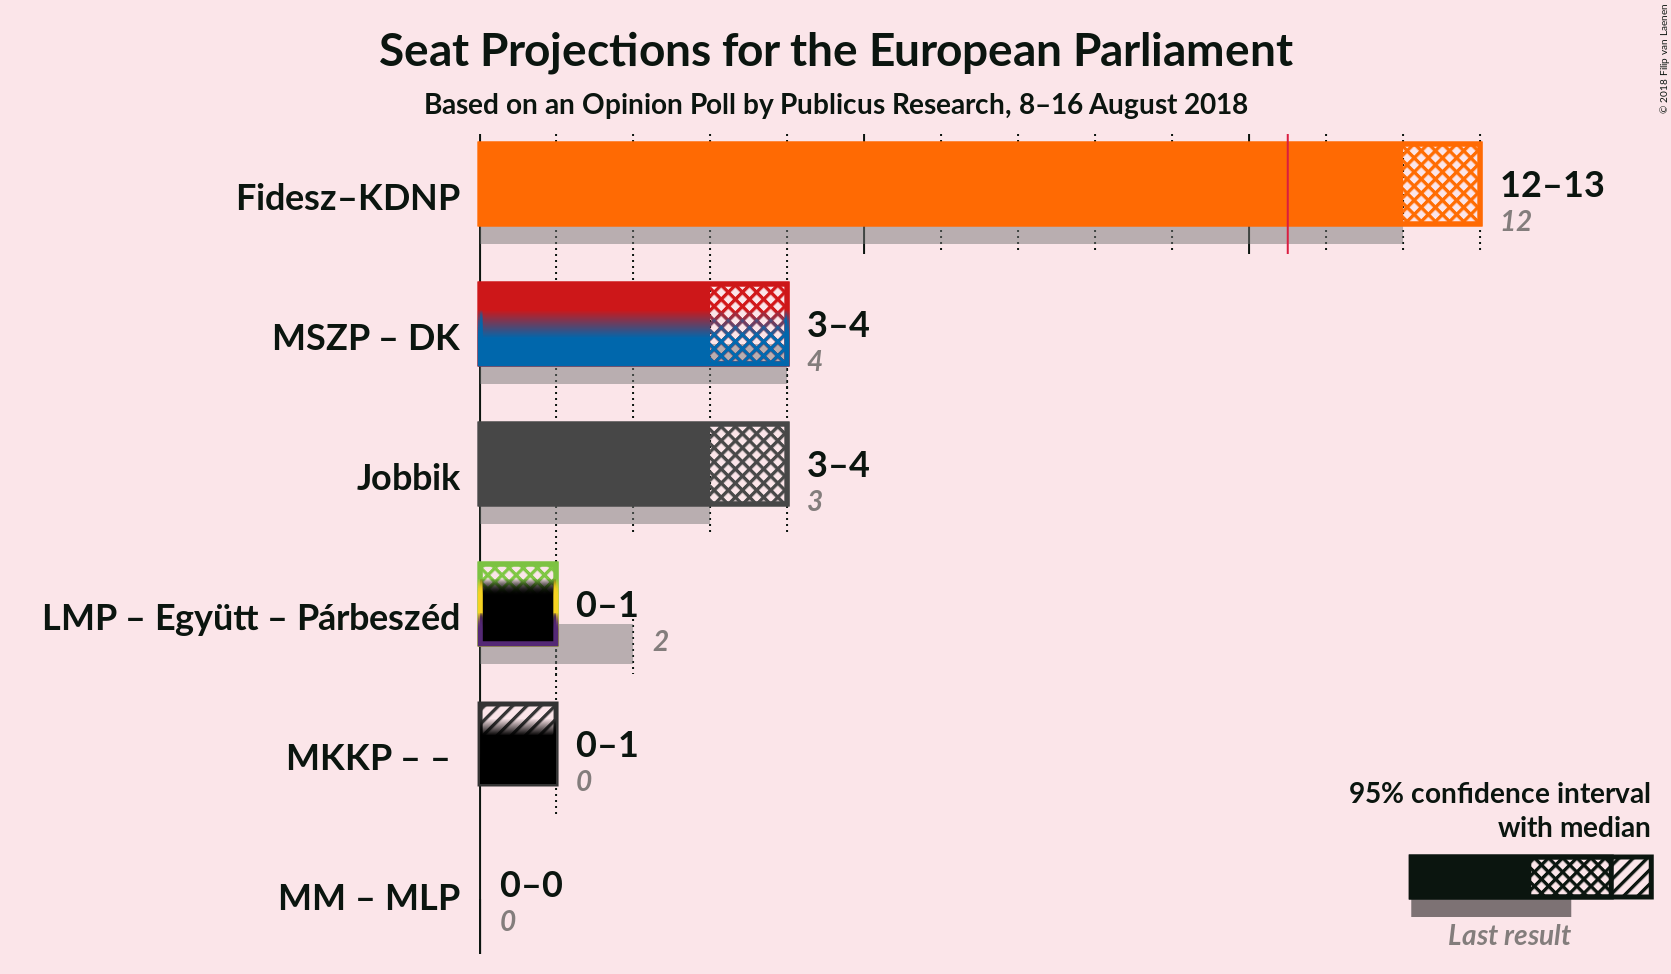 Seat Projections for the European Parliament
Based on an Opinion Poll by Publicus Research, 8–16 August 2018
© 2018 Filip van Laenen
Fidesz–KDNP
12–13
12
MSZP – DK
3–4
4
Jobbik
3–4
3
LMP – Együtt – Párbeszéd
0–1
2
MKKP – –
0–1
0
MM – MLP
0–0
0
95% confidence interval
with median
Last result